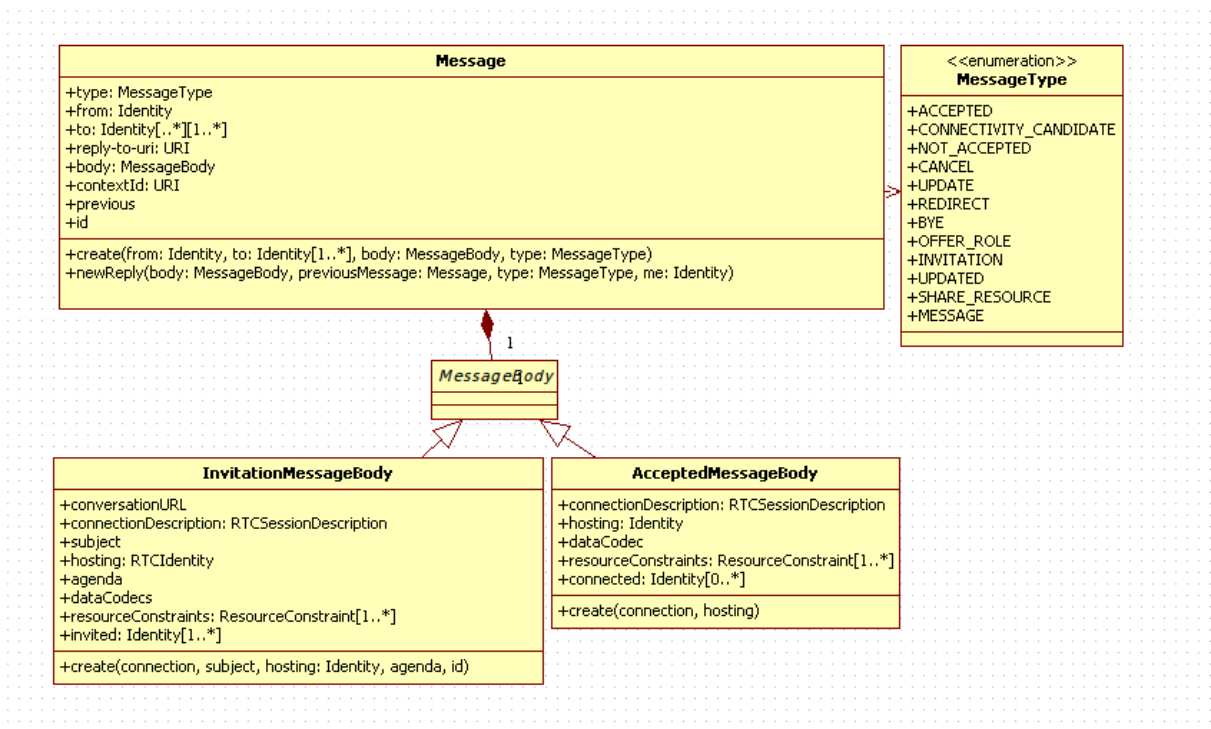 Message
+type: MessageType
+from: Identity
+to: Identity[..*][1..*]
+reply-to-uri: URI
+body: MessageBody
+contextId: URI
+previous
+id
+create(from: Identity, to: Identity[1..*], body: MessageBody, type: MessageType)
+newReply(body: MessageBody, previousMessage: Message, type: MessageType, me: Identity)
<<enumeration>>
MessageType
+ACCEPTED
+CONNECTIVITY_CANDIDATE
+NOT_ACCEPTED
+CANCEL
+UPDATE
+REDIRECT
+BYE
+OFFER_ROLE
+INVITATION
+UPDATED
+SHARE_RESOURCE
+MESSAGE
1
MessageBody
1
InvitationMessageBody
+conversationURL
+connectionDescription: RTCSessionDescription
+subject
+hosting: RTCIdentity
+agenda
+dataCodecs
+resourceConstraints: ResourceConstraint[1..*]
+invited: Identity[1..*]
+create(connection, subject, hosting: Identity, agenda, id)
AcceptedMessageBody
+connectionDescription: RTCSessionDescription
+hosting: Identity
+dataCodec
+resourceConstraints: ResourceConstraint[1..*]
+connected: Identity[0..*]
+create(connection, hosting)